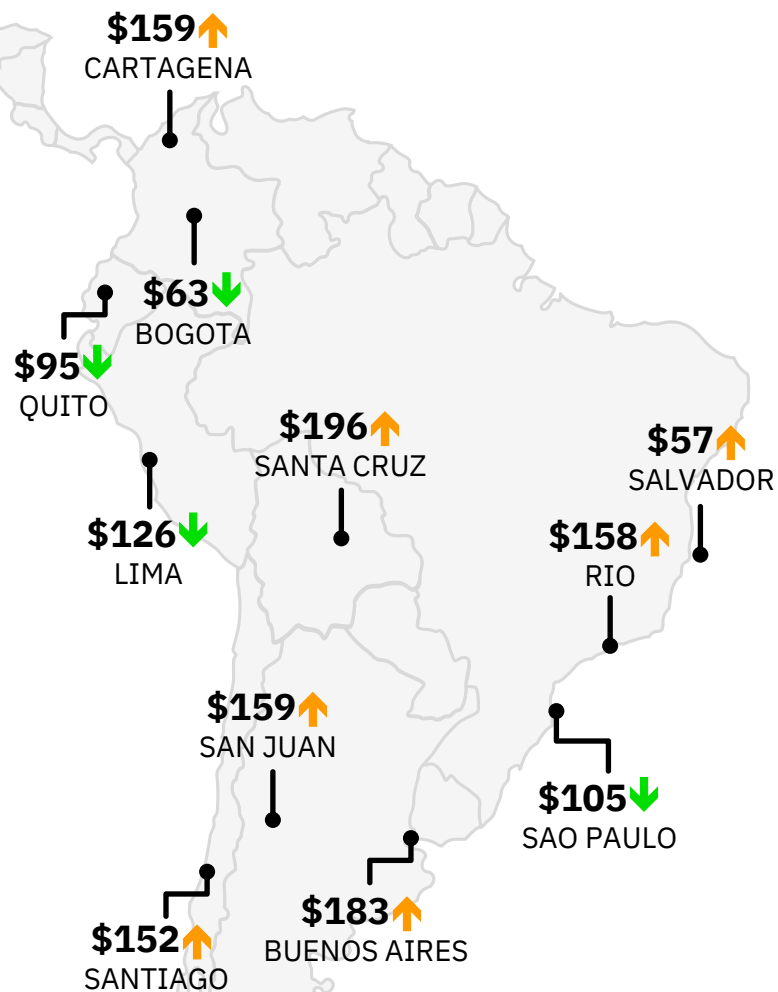 $159
CARTAGENA
$63
BOGOTA
$95
QUITO
$196
SANTA CRUZ
$57
SALVADOR
$126
LIMA
$158
RIO
$159
SAN JUAN
$105
SAO PAULO
$183
BUENOS AIRES
$152
SANTIAGO